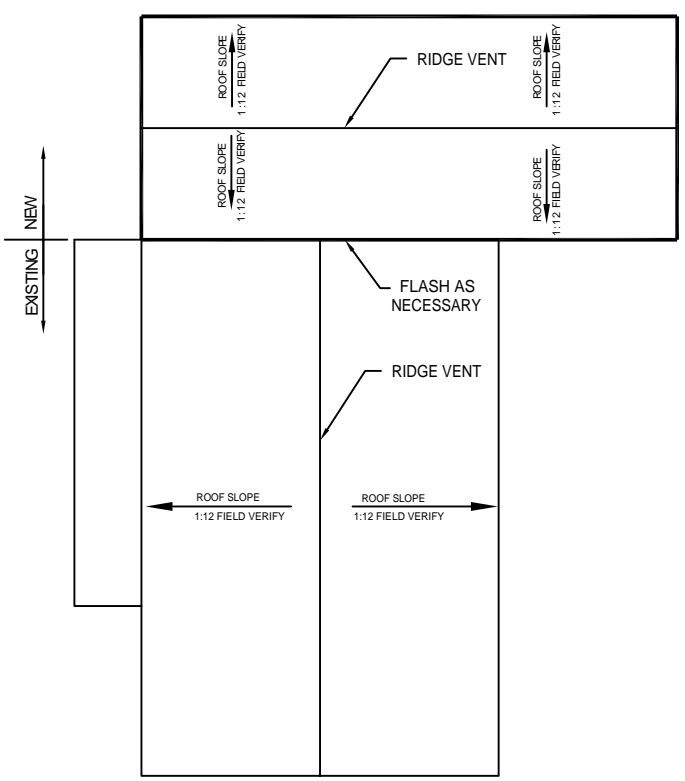 ROOF SLOPE
1:12 FIELD VERIFY
RIDGE VENT
ROOF SLOPE
1:12 FIELD VERIFY
ROOF SLOPE
1:12 FIELD VERIFY
ROOF SLOPE
1:12 FIELD VERIFY
NEW
EXISTING
FLASH AS
NECESSARY
RIDGE VENT
ROOF SLOPE
1:12 FIELD VERIFY
ROOF SLOPE
1:12 FIELD VERIFY